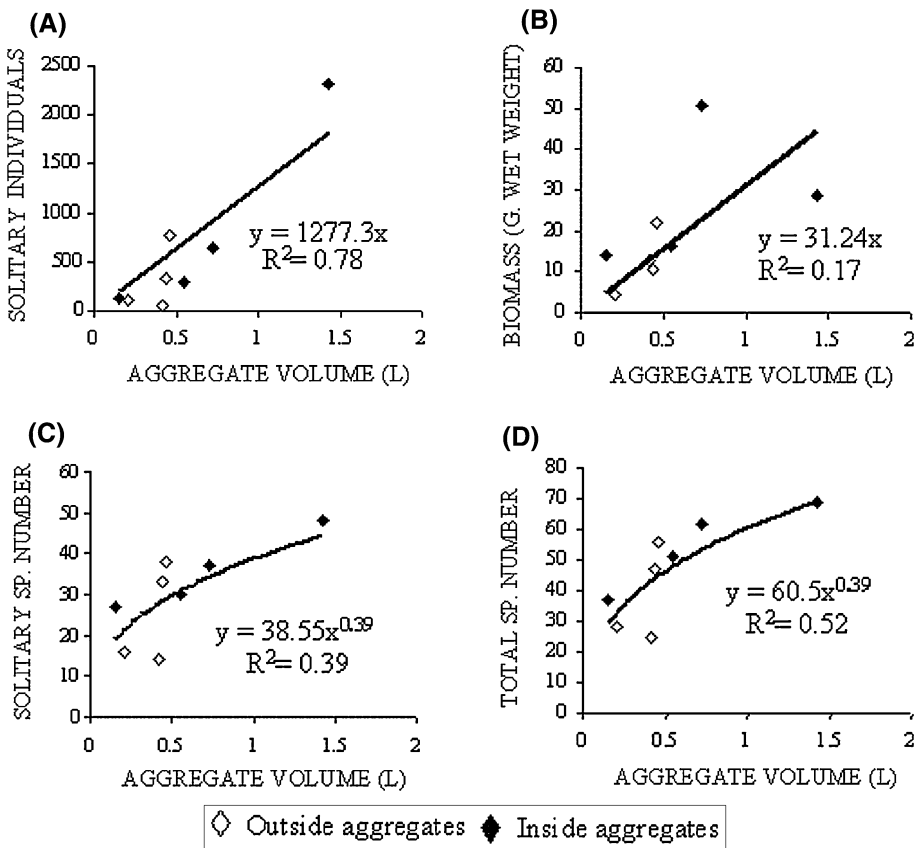 (A)
SOLITARY INDIVIDUALS
2500
2000
1500
1000
500
0
y = 1277.3x
R²= 0.78
0 0.5 1 1.5 2
AGGREGATE VOLUME (L)
(B)
BIOMASS (G. WET WEIGHT)
60
50
40
30
20
10
0
y = 31.24x
R² = 0.17
0 0.5 1 1.5 2
AGGREGATE VOLUME (L)
(C)
SOLITARY SP. NUMBER
60
50
40
30
20
10
0
y = 38.55x^0.39
R²= 0.39
0 0.5 1 1.5 2
AGGREGATE VOLUME (L)
(D)
TOTAL SP. NUMBER
80
70
60
50
40
30
20
10
0
y = 60.5x^0.39
R²= 0.52
0 0.5 1 1.5 2
AGGREGATE VOLUME (L)
Outside aggregates Inside aggregates